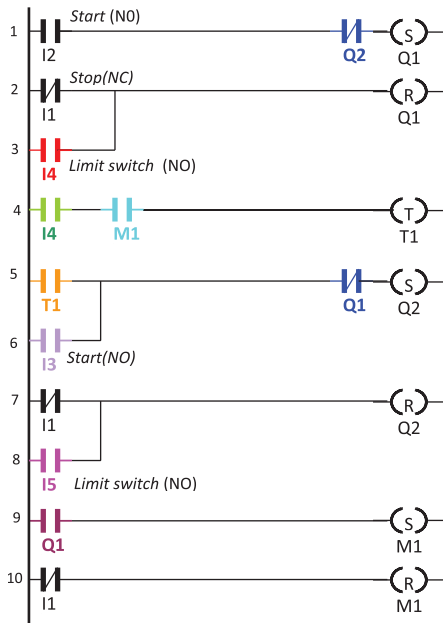 Start (N0)
1
S
I2
Q2
Q1
2
Stop(NC)
R
I1
Q1
3
Limit switch (NO)
I4
4
T
I4
M1
T1
5
S
T1
Q1
Q2
6
Start(NO)
I3
7
R
I1
Q2
8
I5
Limit switch (NO)
9
S
Q1
M1
10
R
I1
M1